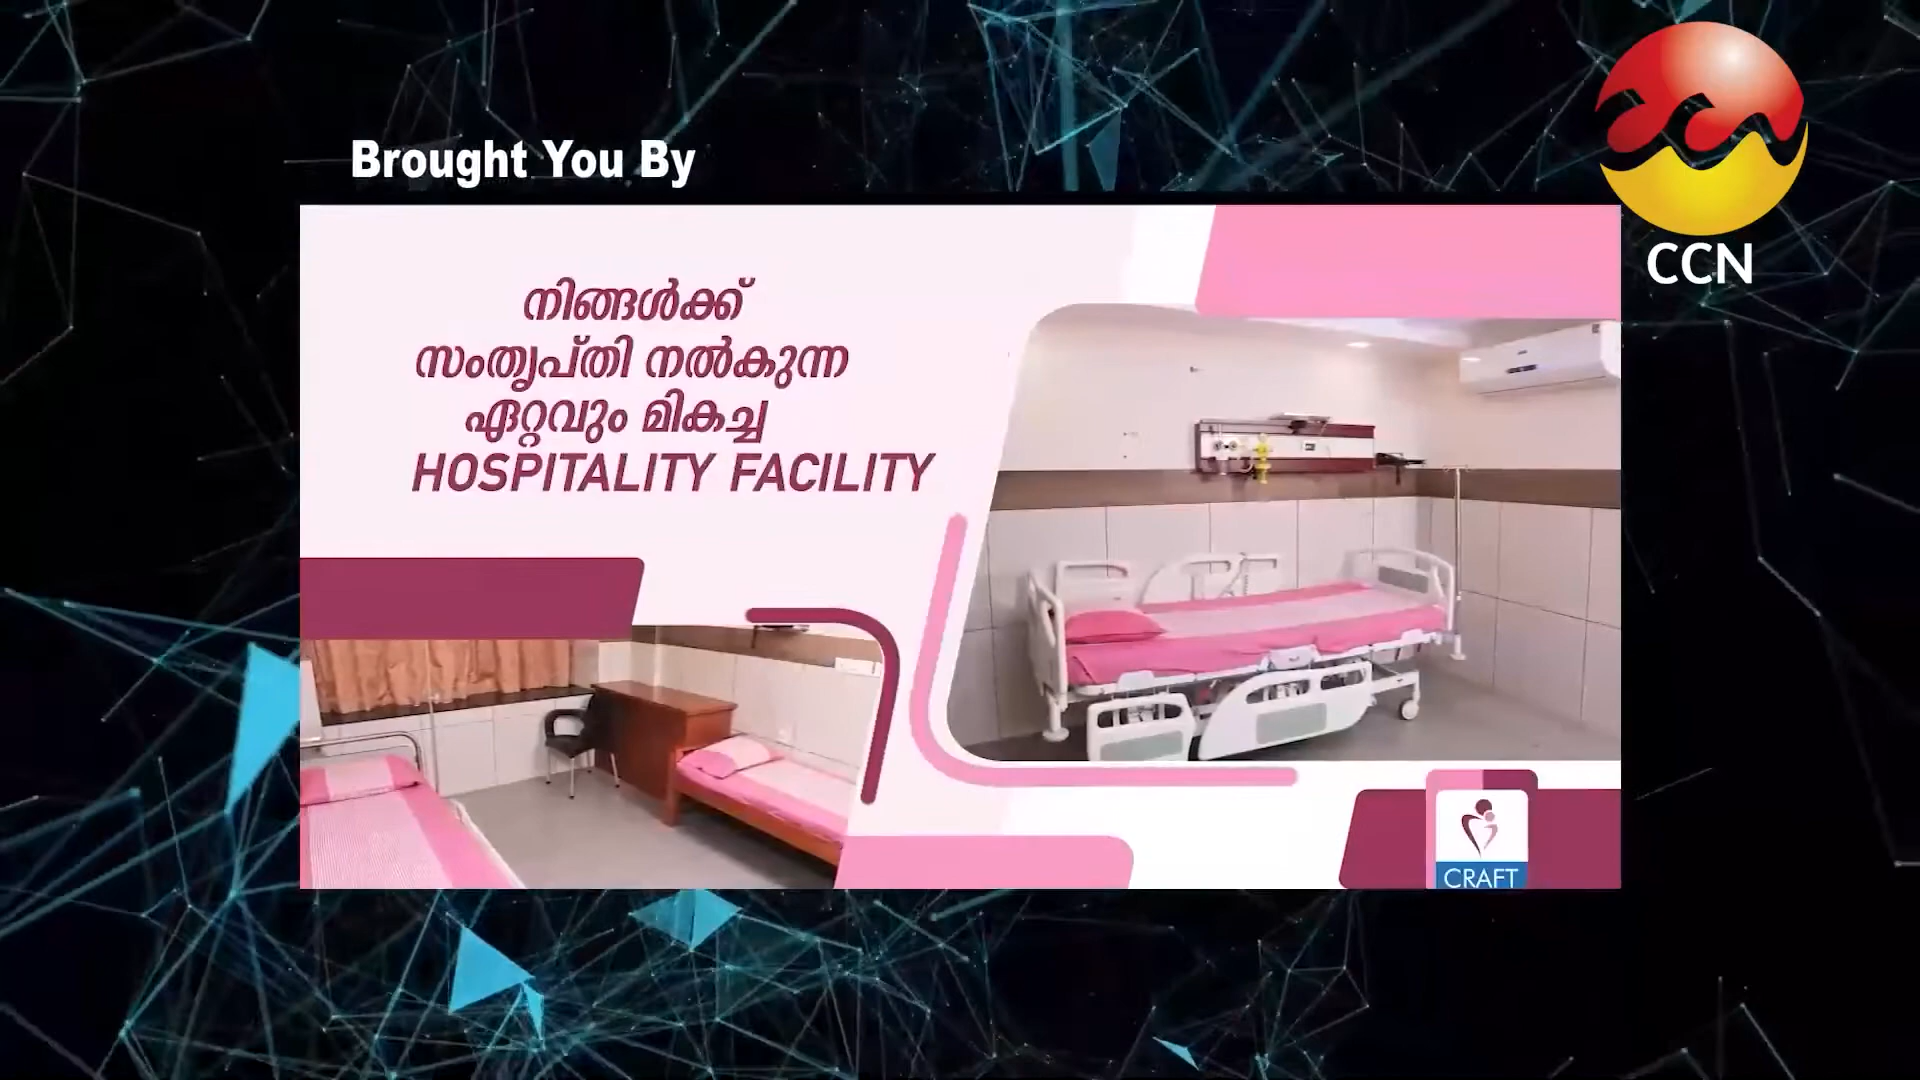 Brought You By
CCN
നിങ്ങൾക്ക്
സംതൃപ്തി നൽകുന്ന
ഏറ്റവും മികച്ച
HOSPITALITY FACILITY
CRAFT